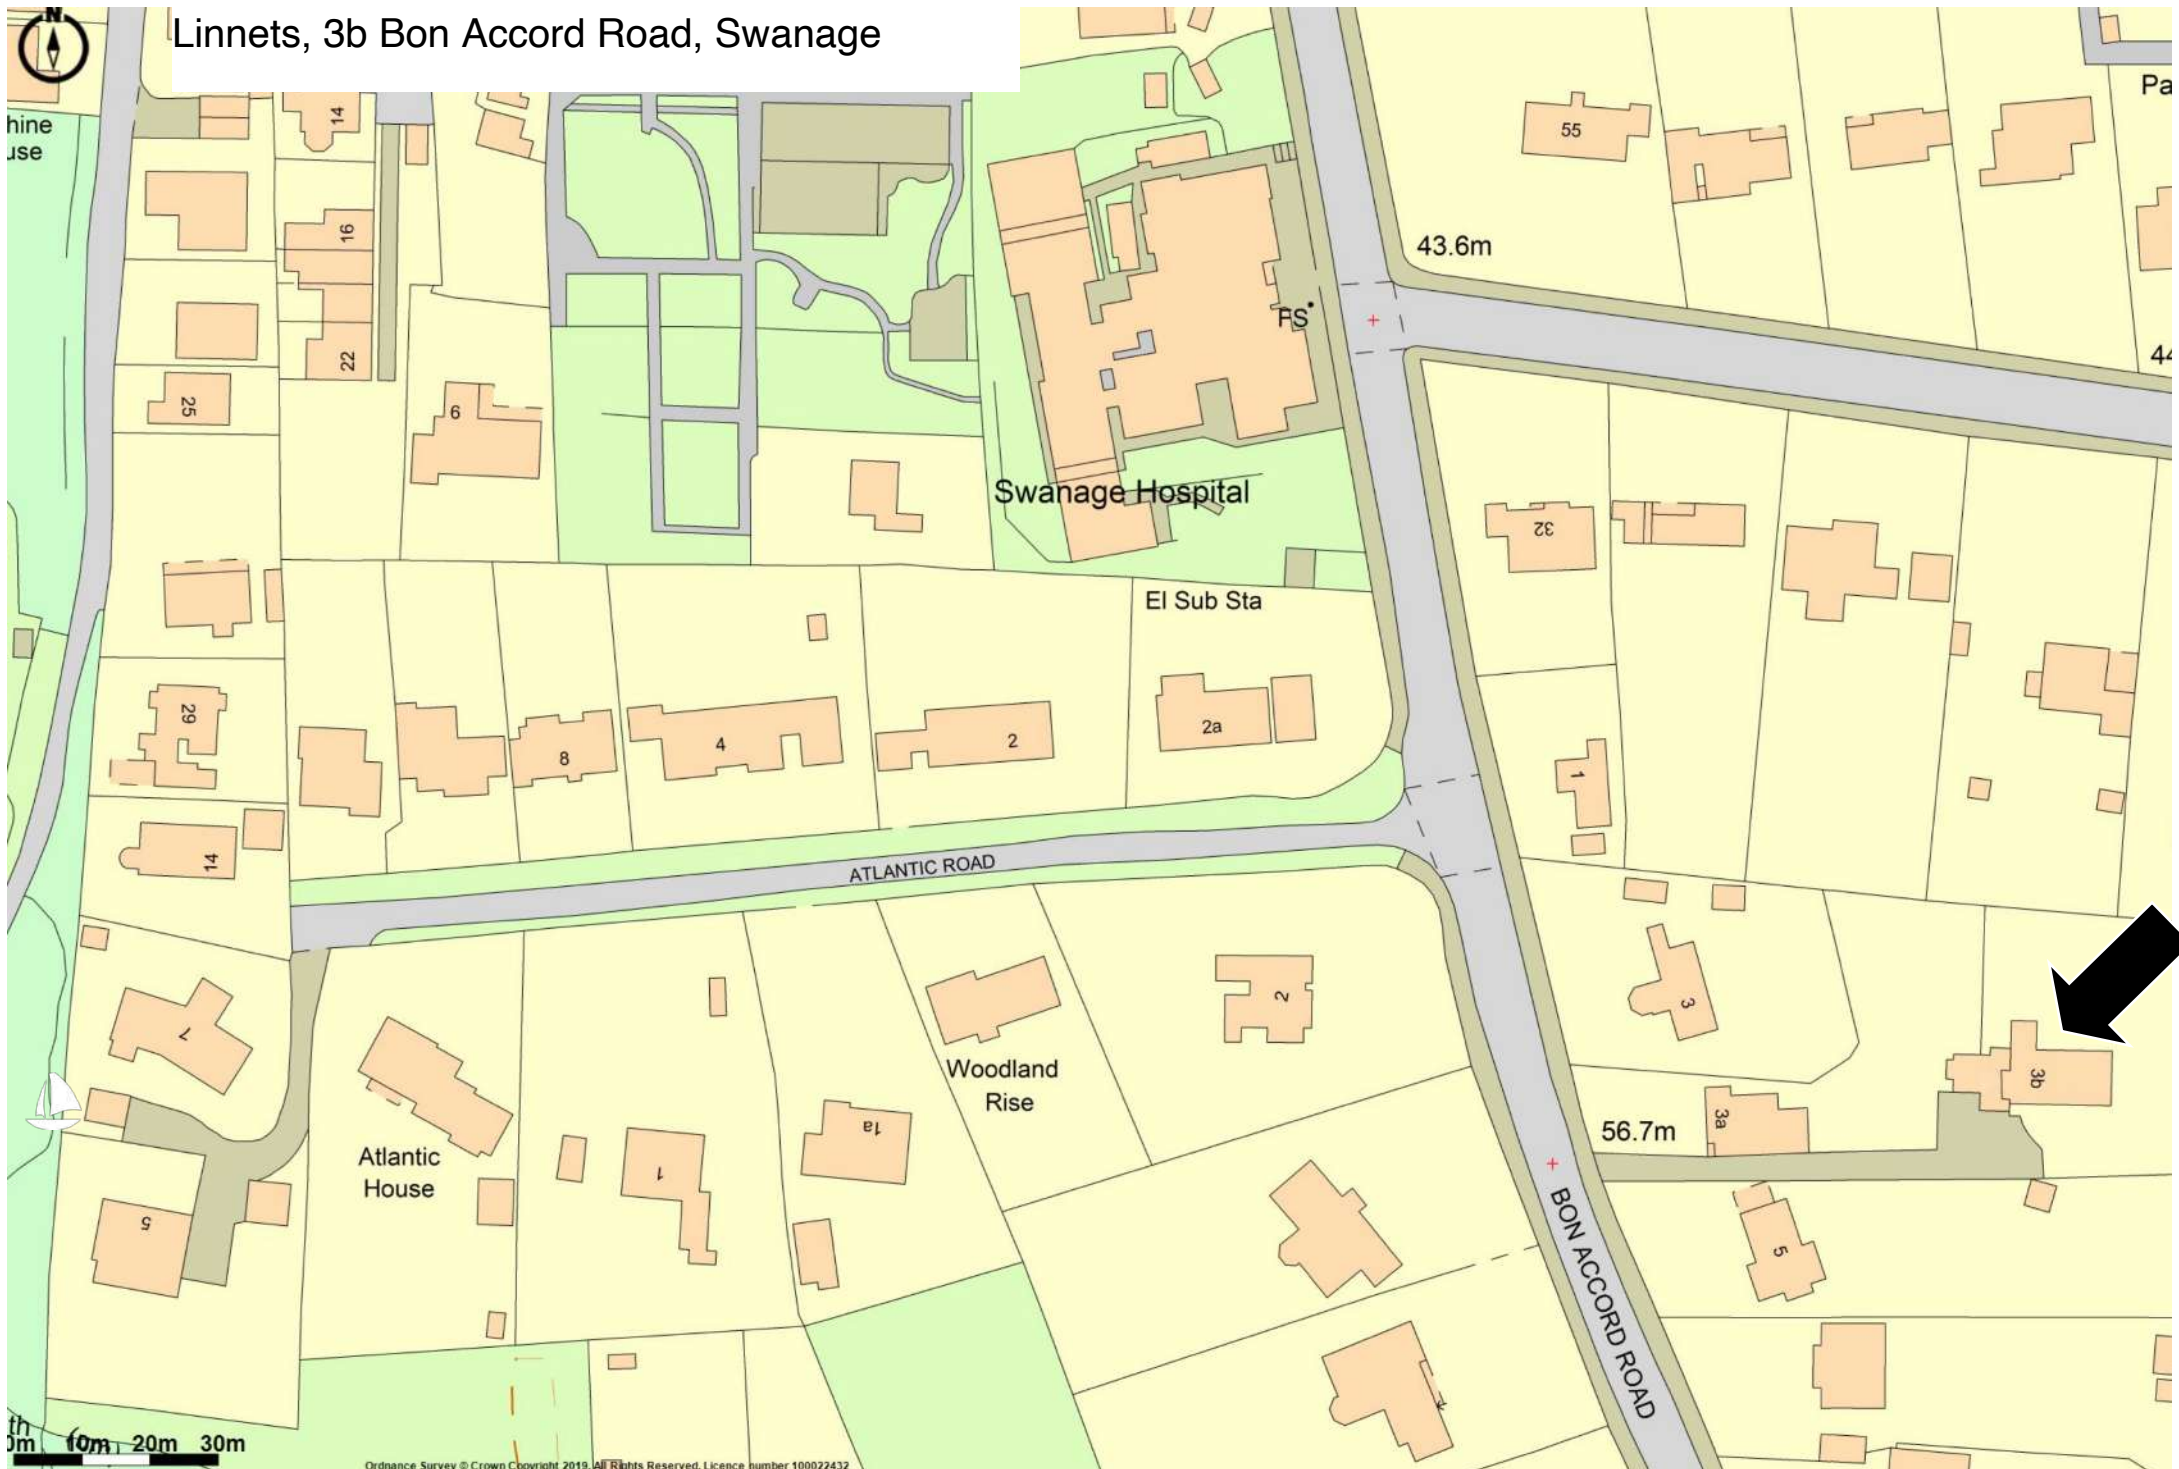 N
Linnets, 3b Bon Accord Road, Swanage
hine
use
14
Pa
55
16
43.6m
FS
22
44
25
6
Swanage Hospital
32
El Sub Sta
29
8
4
2
2a
1
14
ATLANTIC ROAD
7
2
3
Woodland
Rise
3b
3a
56.7m
Atlantic
House
1
1a
5
5
BON ACCORD ROAD
th
0m 10m 20m 30m
Ordnance Survey © Crown Copyright 2019. All Rights Reserved. Licence number 100022432